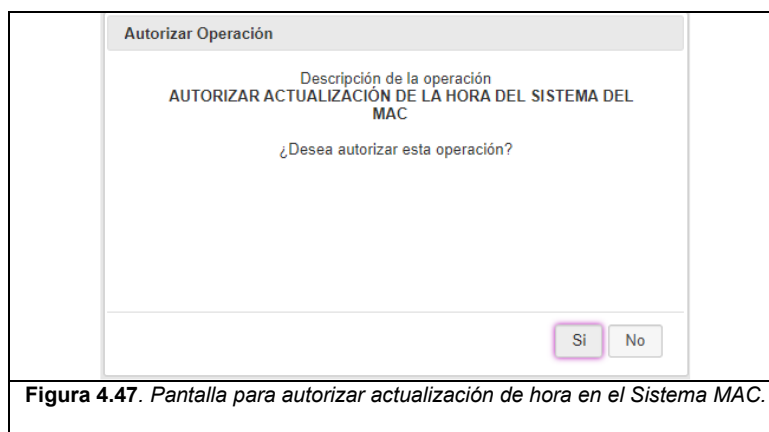 Autorizar Operación
Descripción de la operación
AUTORIZAR ACTUALIZACIÓN DE LA HORA DEL SISTEMA DEL
MAC
¿Desea autorizar esta operación?
Si No
Figura 4.47. Pantalla para autorizar actualización de hora en el Sistema MAC.